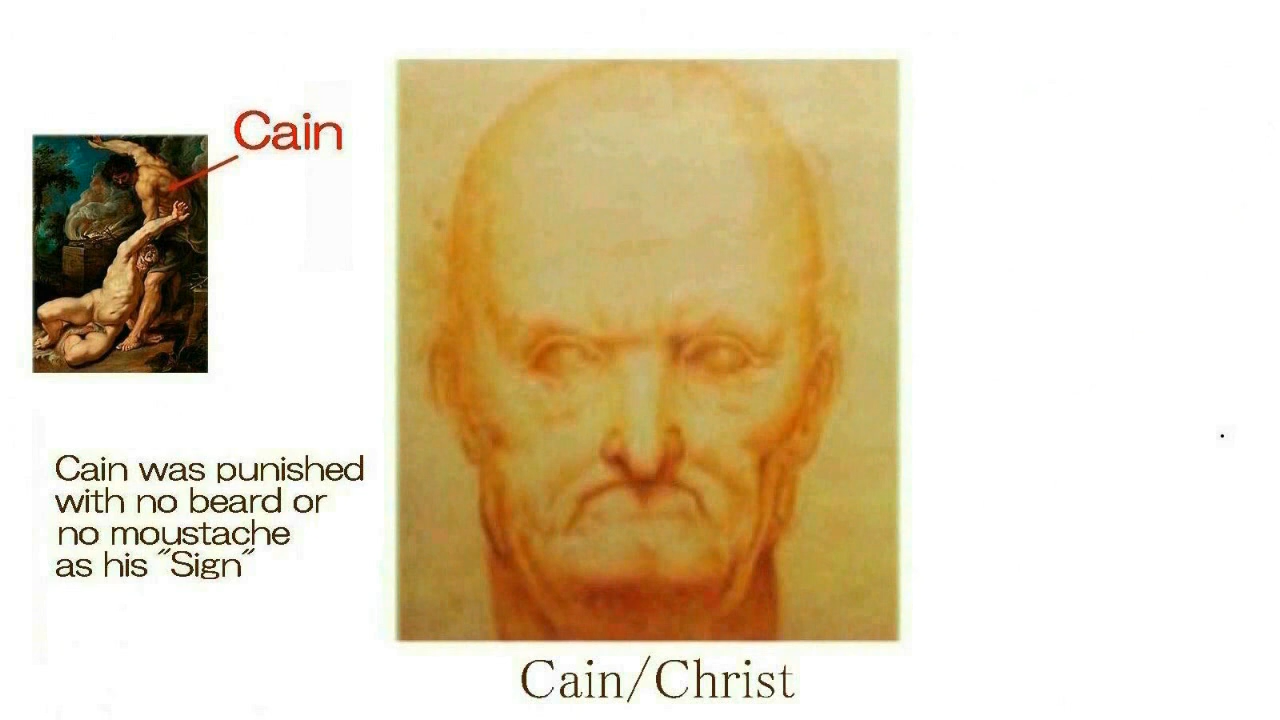 Cain
Cain was punished
with no beard or
no moustache
as his "Sign"
Cain/Christ